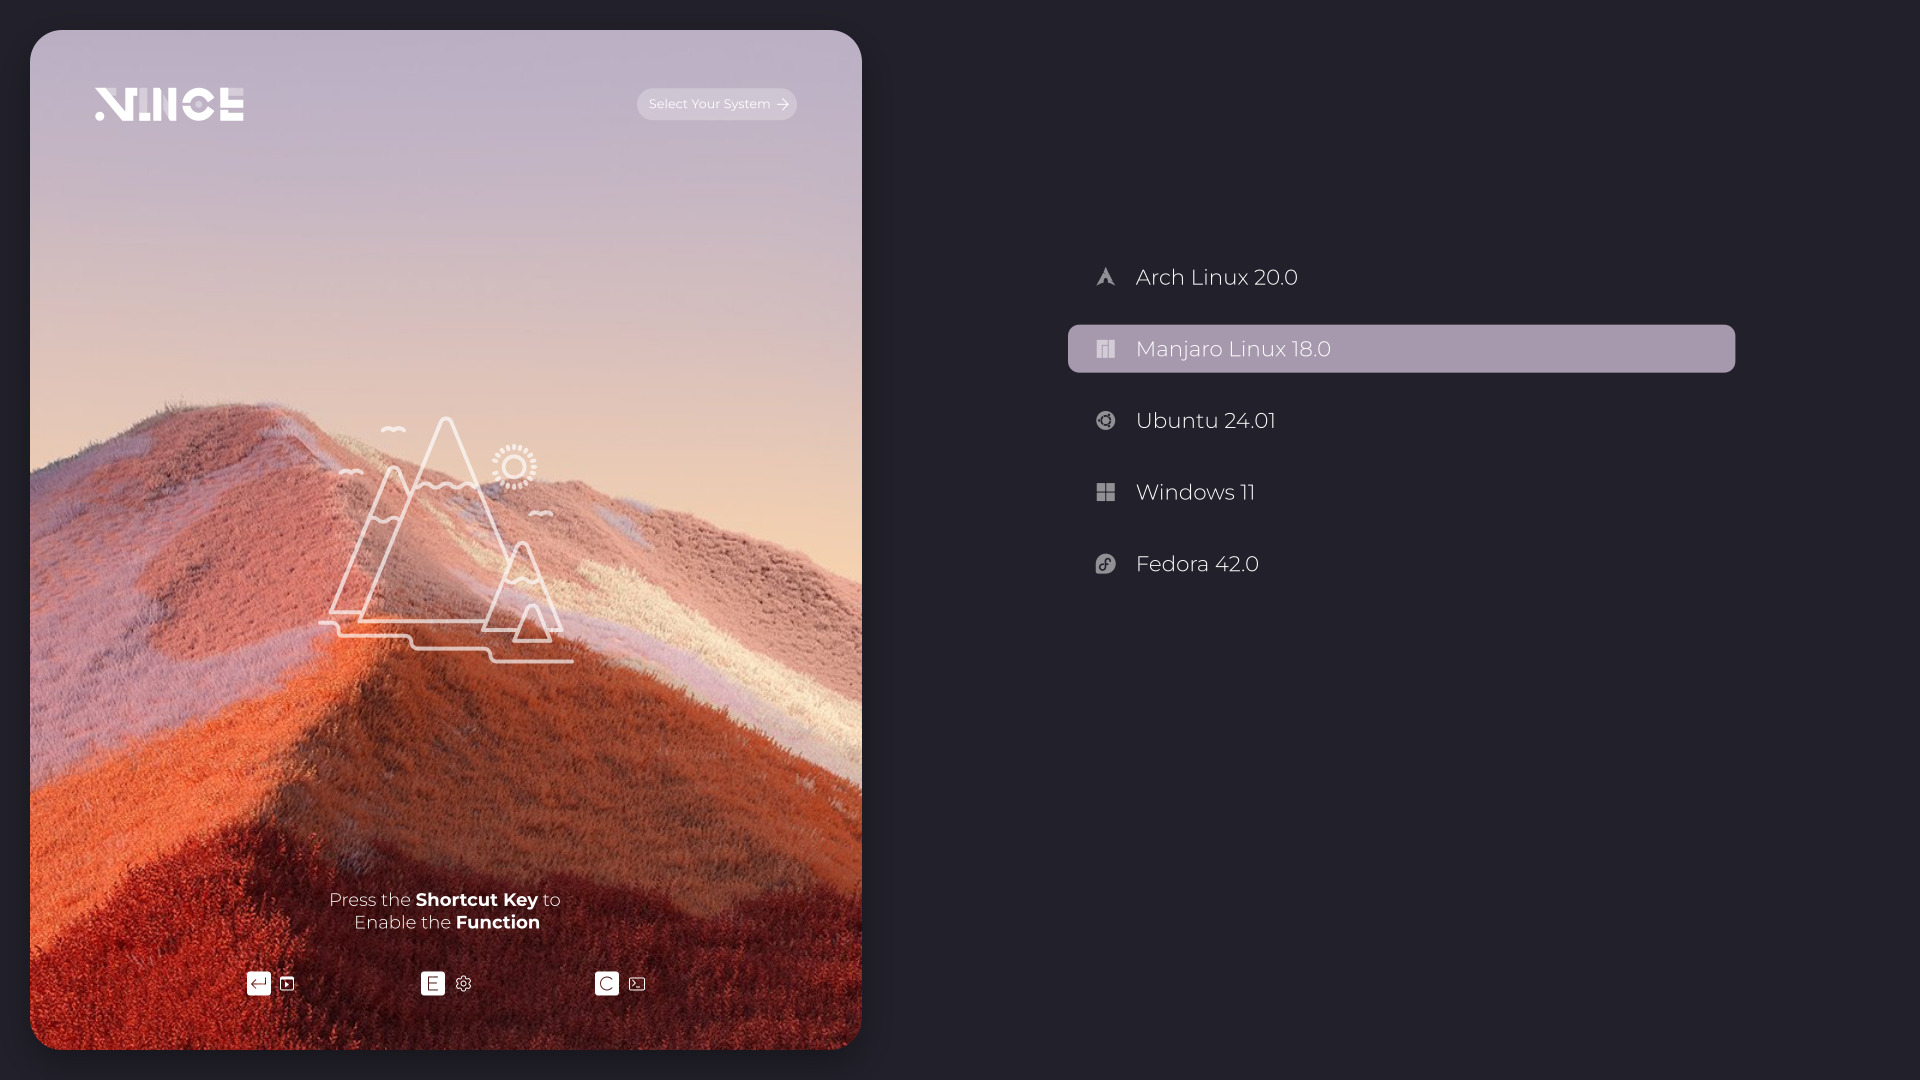 VINCE
Select Your System
Arch Linux 20.0
Manjaro Linux 18.0
Ubuntu 24.01
Windows 11
Fedora 42.0
Press the Shortcut Key to
Enable the Function
E
C